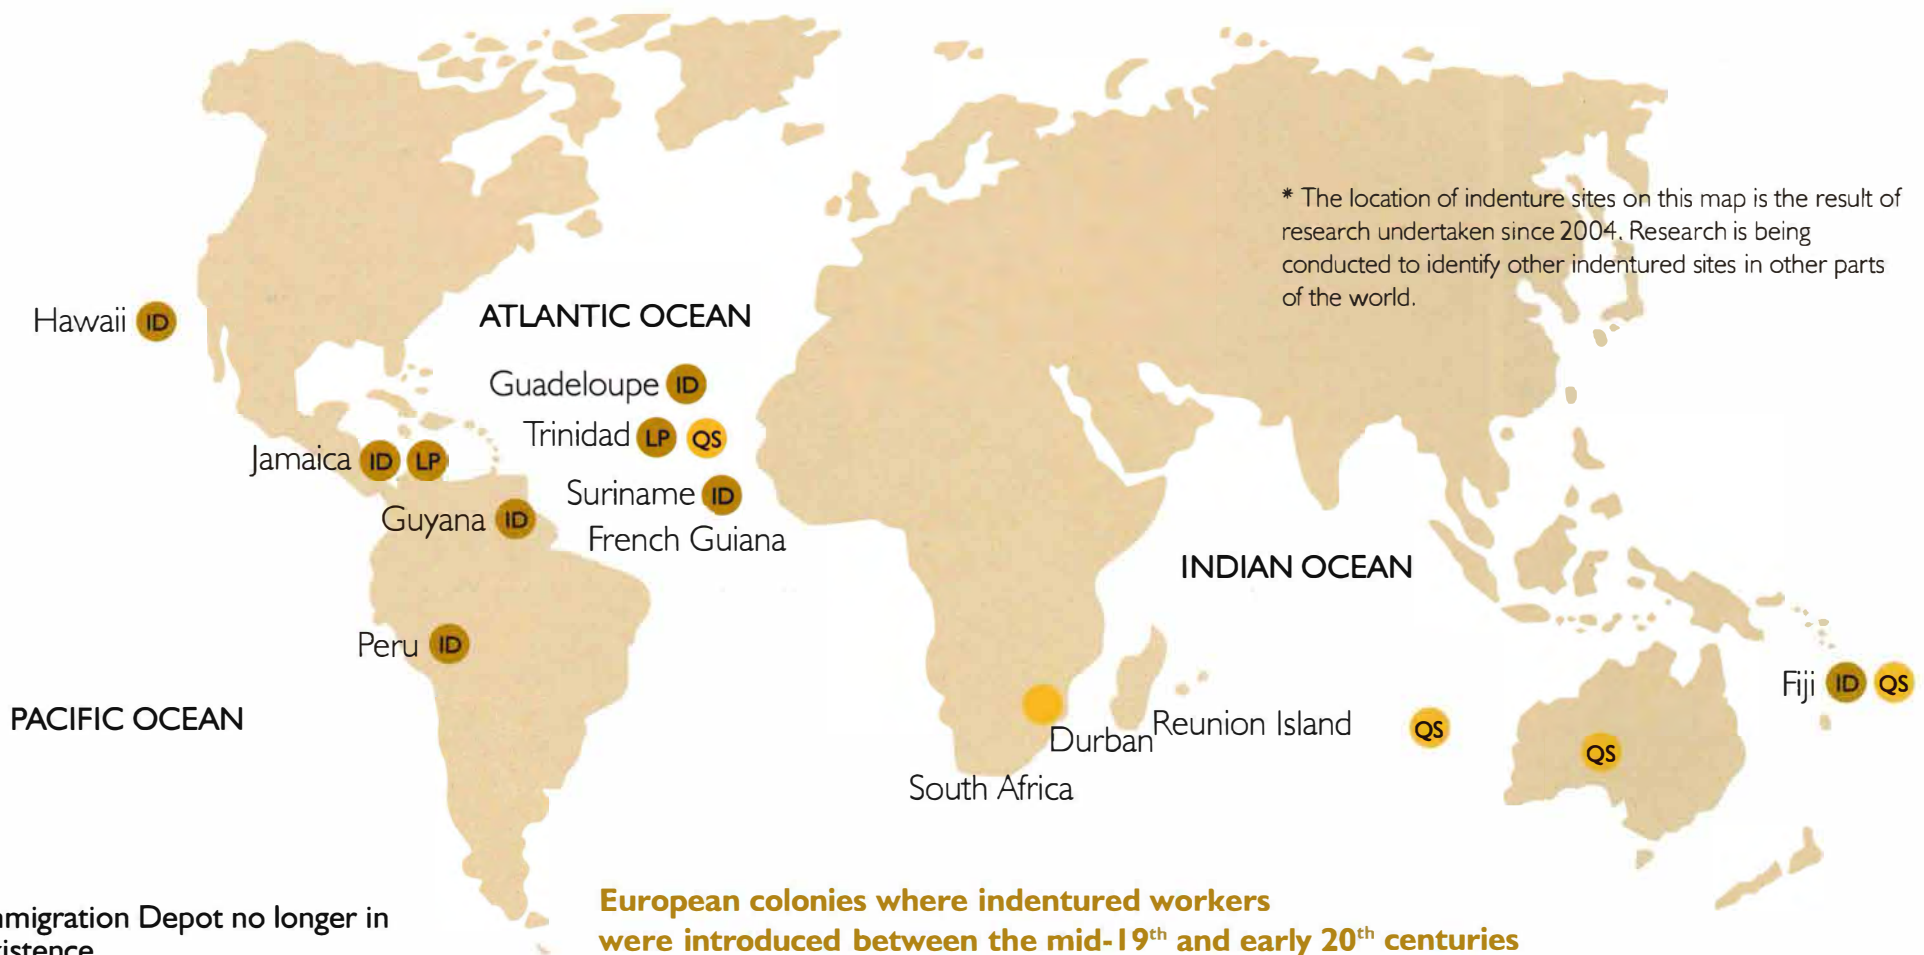 * The location of indenture sites on this map is the result of
research undertaken since 2004. Research is being
conducted to identify other indentured sites in other parts
of the world.
Hawaii ID
ATLANTIC OCEAN
Guadeloupe ID
Trinidad LP QS
Jamaica ID LP
Suriname ID
Guyana ID
French Guiana
INDIAN OCEAN
Peru ID
Fiji ID QS
PACIFIC OCEAN
Durban
Reunion Island QS
QS
South Africa
European colonies where indentured workers
were introduced between the mid-19th and early 20th centuries
migration Depot no longer in
istence